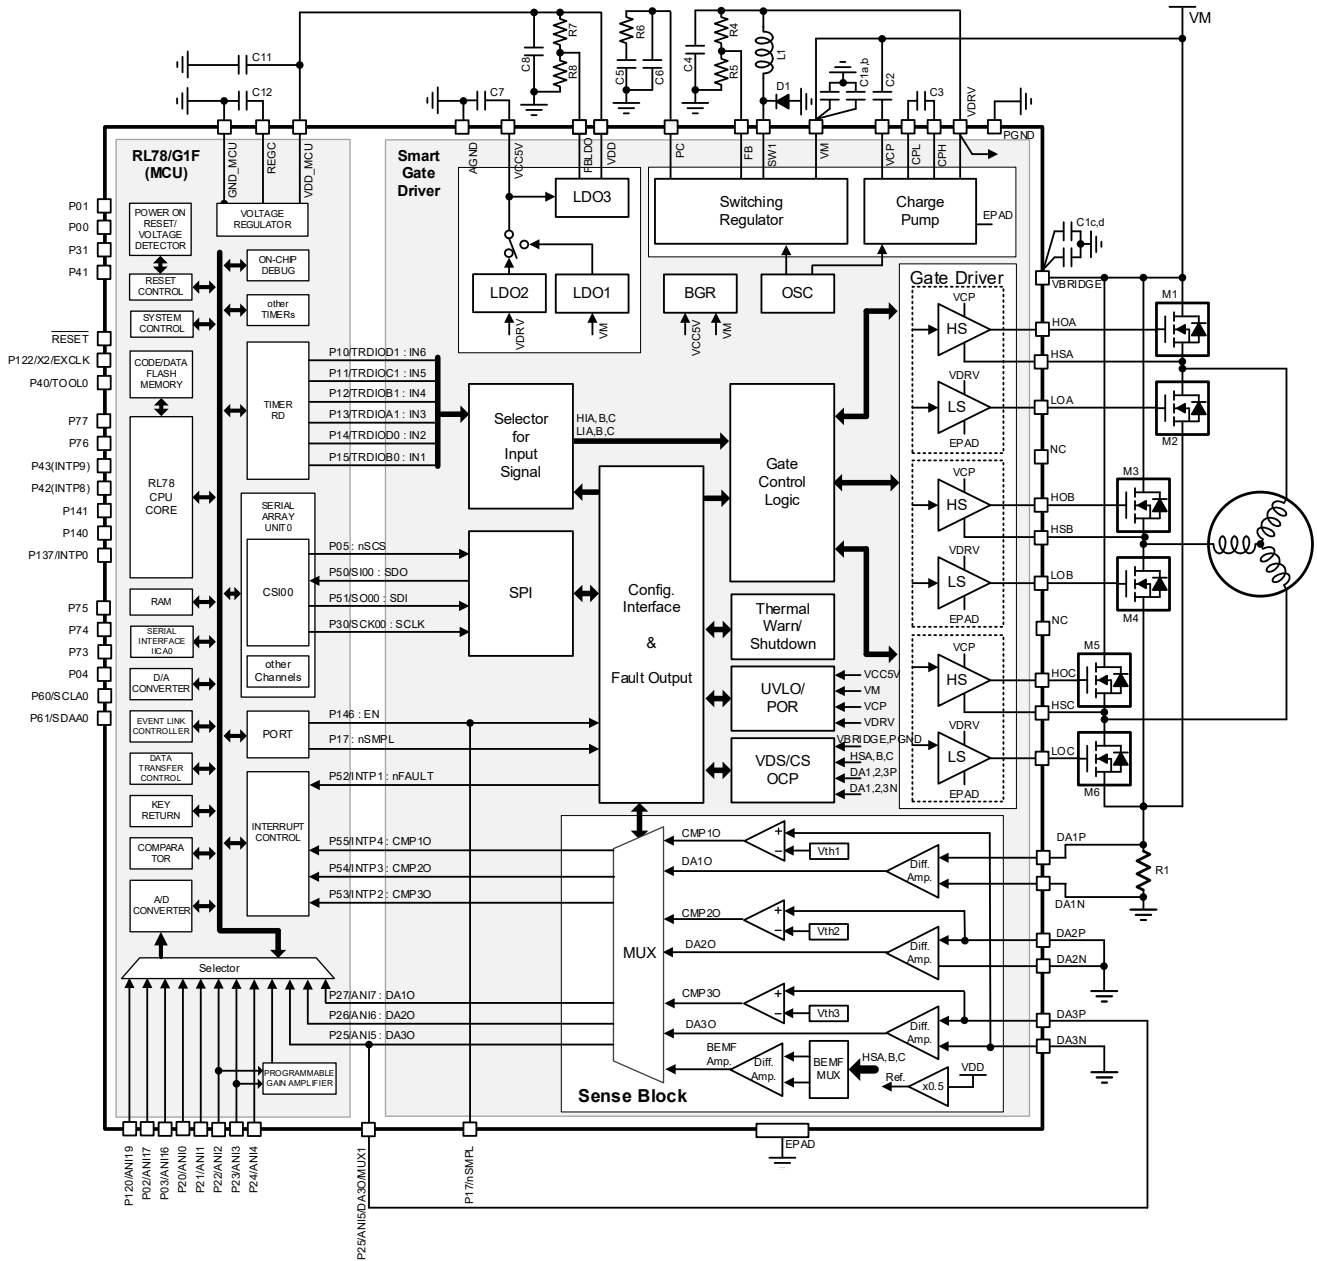 VM
C11
C12
C7
C8
R7
R8
R6
C5
C6
R4
C4
R5
L1
D1
C1a,b
C2
C3
VDRV
PGND
RL78/G1F
(MCU)
GND_MCU
REGC
VDD_MCU
Smart
Gate
Driver
AGND
VCC5V
FBLDO
VDD
PC
FB
SW1
VM
VCP
CPL
CPH
P01
P00
P31
P41
RESET
P122/X2/EXCLK
P40/TOOL0
P77
P76
P43(INTP9)
P42(INTP8)
P141
P140
P137/INTP0
P75
P74
P73
P04
P60/SCLA0
P61/SDAA0
POWER ON
RESET/
VOLTAGE
DETECTOR
RESET
CONTROL
SYSTEM
CONTROL
CODE/DATA
FLASH
MEMORY
RL78
CPU
CORE
RAM
SERIAL
INTERFACE
IICA0
D/A
CONVERTER
EVENT LINK
CONTROLLER
DATA
TRANSFER
CONTROL
KEY
RETURN
COMPARA
TOR
A/D
CONVERTER
VOLTAGE
REGULATOR
ON-CHIP
DEBUG
other
TIMERs
TIMER
RD
SERIAL
ARRAY
UNIT0
CSI00
other
Channels
PORT
INTERRUPT
CONTROL
Selector
PROGRAMMABLE
GAIN AMPLIFIER
P10/TRDIOD1 : IN6
P11/TRDIOC1 : IN5
P12/TRDIOB1 : IN4
P13/TRDIOA1 : IN3
P14/TRDIOD0 : IN2
P15/TRDIOB0 : IN1
P05 : nSCS
P50/SI00 : SDO
P51/SO00 : SDI
P30/SCK00 : SCLK
P146 : EN
P17 : nSMPL
P52/INTP1 : nFAULT
P55/INTP4 : CMP1O
P54/INTP3 : CMP2O
P53/INTP2 : CMP3O
P27/ANI7 : DA1O
P26/ANI6 : DA2O
P25/ANI5 : DA3O
LDO3
LDO2
LDO1
VDRV
VM
Switching
Regulator
Charge
Pump
EPAD
BGR
OSC
VCC5V
VM
Selector
for
Input
Signal
HIA,B,C
LIA,B,C
SPI
Config.
Interface
&
Fault Output
Gate
Control
Logic
Thermal
Warn/
Shutdown
UVLO/
POR
VCC5V
VM
VCP
VDRV
VDS/CS
OCP
VBRIDGE,PGND
HSA,B,C
DA1,2,3P
DA1,2,3N
Gate Driver
VCP
HS
VDRV
LS
EPAD
VCP
HS
VDRV
LS
EPAD
VCP
HS
VDRV
LS
EPAD
C1c,d
VBRIDGE
HOA
HSA
LOA
NC
HOB
HSB
LOB
NC
HOC
HSC
LOC
M1
M2
M3
M4
M5
M6
R1
DA1P
DA1N
DA2P
DA2N
DA3P
DA3N
MUX
CMP1O
DA1O
CMP2O
DA2O
CMP3O
DA3O
BEMF
Amp.
+
−
Vth1
Diff.
Amp.
+
−
Vth2
Diff.
Amp.
+
−
Vth3
Diff.
Amp.
Diff.
Amp.
BEMF
MUX
HSA,B,C
Ref.
x0.5
VDD
Sense Block
EPAD
P120/ANI19
P02/ANI17
P03/ANI16
P20/ANI0
P21/ANI1
P22/ANI2
P23/ANI3
P24/ANI4
P25/ANI5/DA3O/MUX1
P17/nSMPL